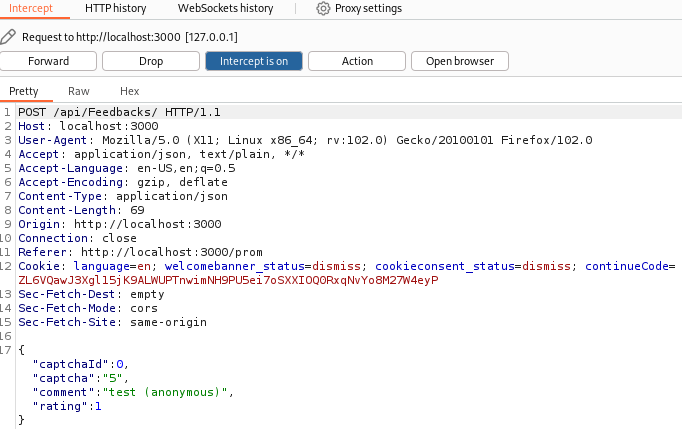 Intercept HTTP history WebSockets history Proxy settings
Request to http://localhost:3000 [127.0.0.1]
Forward Drop Intercept is on Action Open browser
Pretty Raw Hex
1 POST /api/Feedbacks/ HTTP/1.1
2 Host: localhost:3000
3 User-Agent: Mozilla/5.0 (X11; Linux x86_64; rv:102.0) Gecko/20100101 Firefox/102.0
4 Accept: application/json, text/plain, */*
5 Accept-Language: en-US,en;q=0.5
6 Accept-Encoding: gzip, deflate
7 Content-Type: application/json
8 Content-Length: 69
9 Origin: http://localhost:3000
10 Connection: close
11 Referer: http://localhost:3000/prom
12 Cookie: language=en; welcomebanner_status=dismiss; cookieconsent_status=dismiss; continueCode=
ZL6VQawJ3Xgl15jK9ALWUPTnwimNH9PU5ei7oSXXIOQ0RxqNvYo8M27W4eyP
13 Sec-Fetch-Dest: empty
14 Sec-Fetch-Mode: cors
15 Sec-Fetch-Site: same-origin
16
17 {
"captchaId":0,
"captcha":"5",
"comment":"test (anonymous)",
"rating":1
}